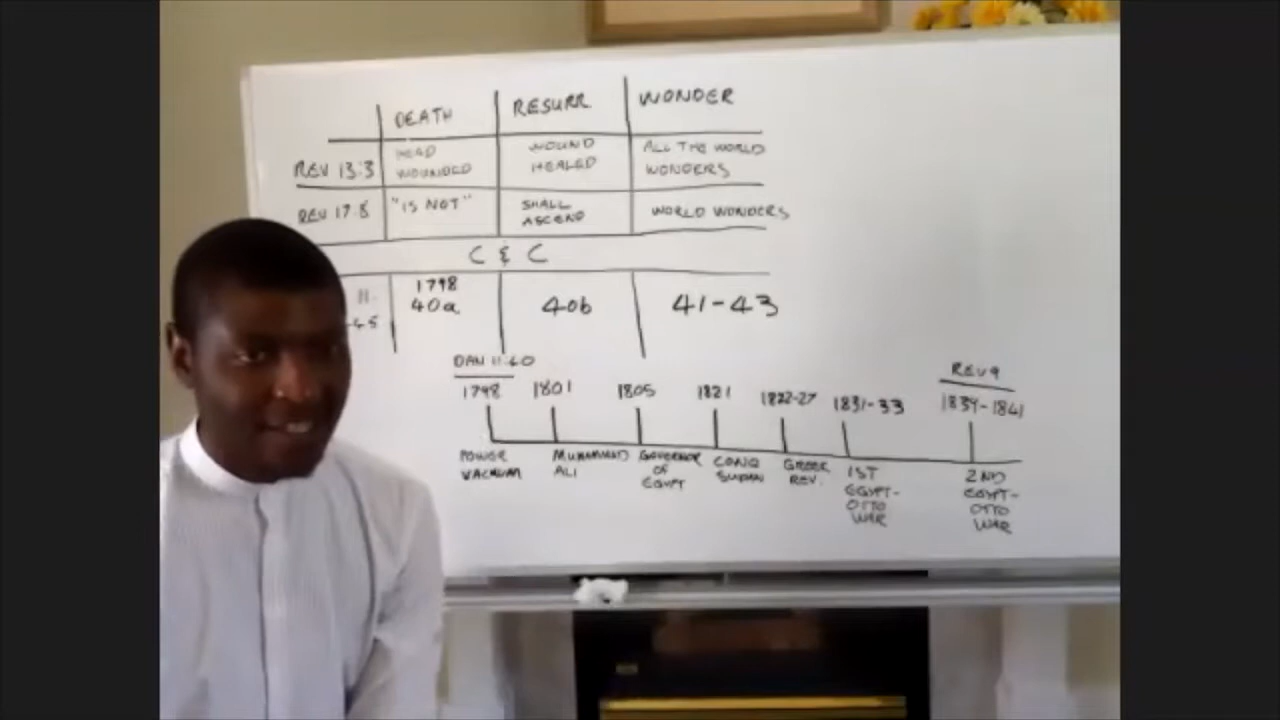 DEATH RESURR WONDER
REV 13:3 HEAD WOUNDED WOUND HEALED ALL THE WORLD WONDERS
REV 17:8 "IS NOT" SHALL ASCEND WORLD WONDERS
C & C
11: -45 1798 40a 40b 41-43
DAN 11:40 REV 9
1798 1801 1805 1821 1822-27 1831-33 1839-1841
POWER MUHAMMAD GOVERNOR CONQ GREEK 1ST 2ND
VACUUM ALI OF SUDAN REV. EGYPT- EGYPT-
EGYPT OTTO OTTO
WAR WAR